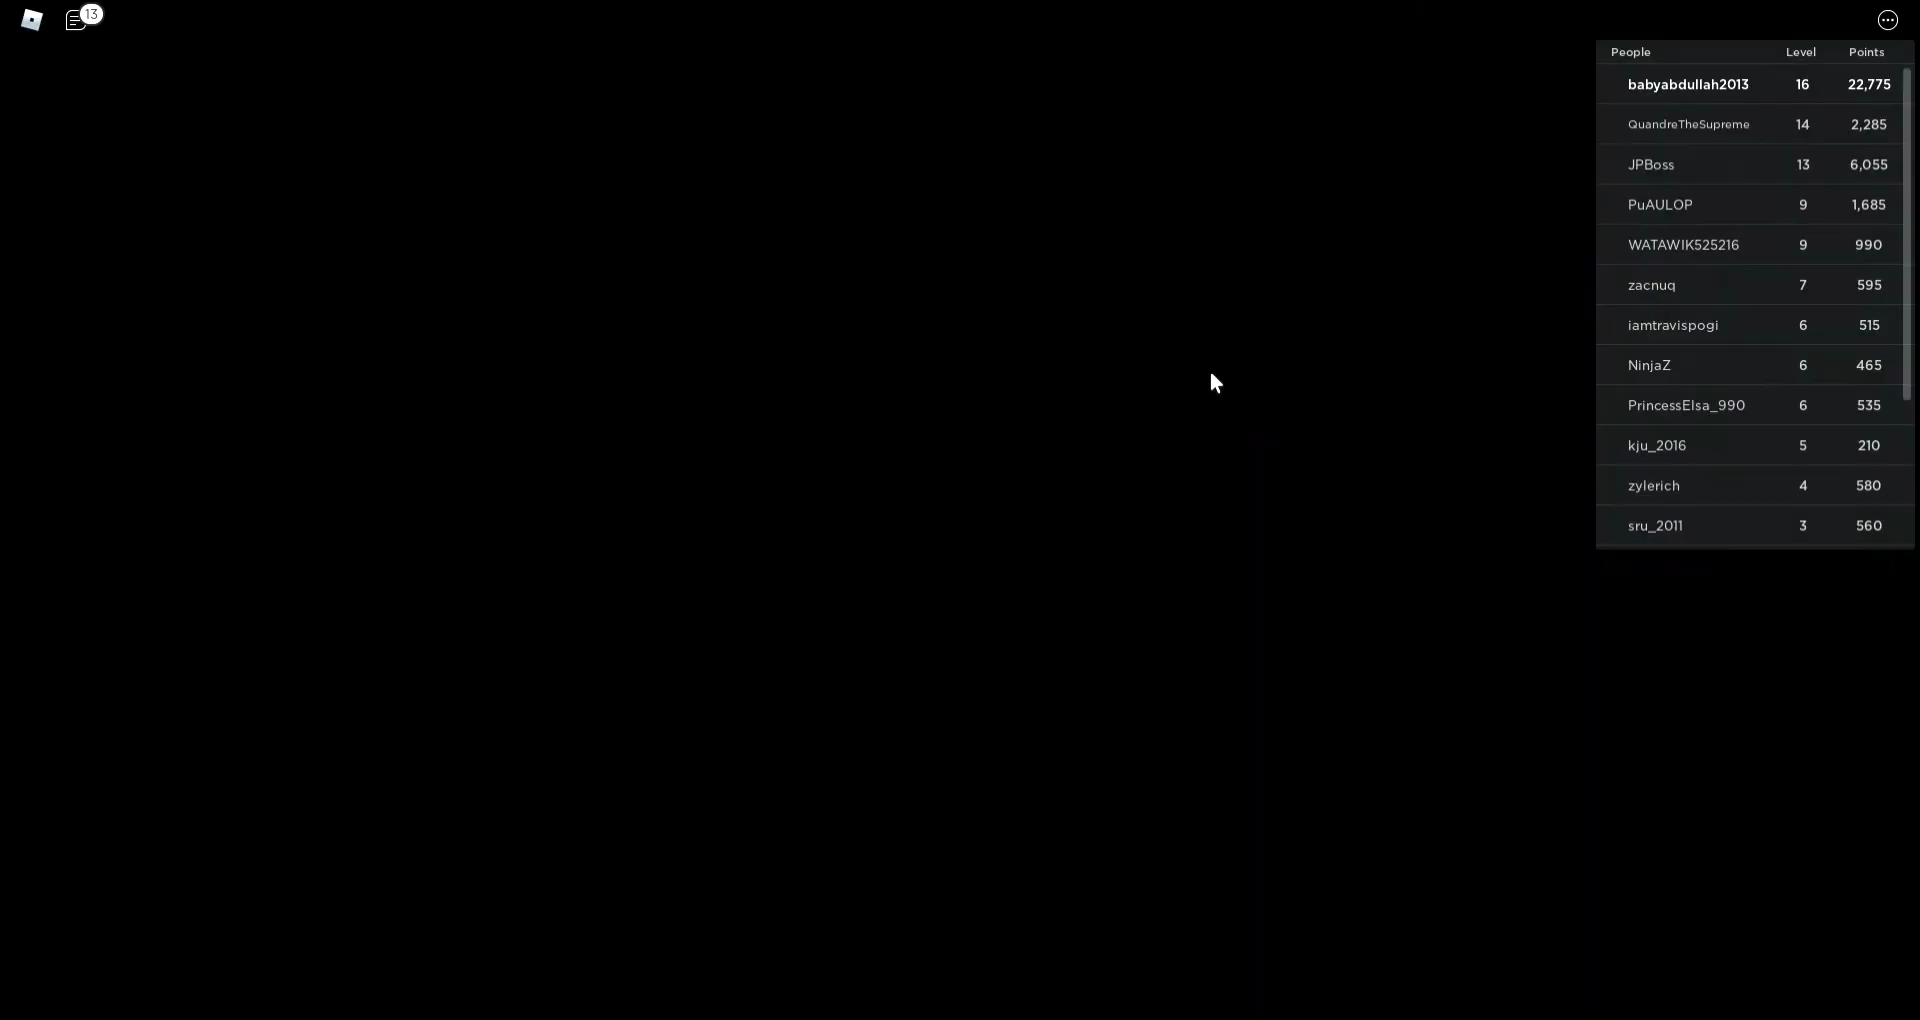 13
People Level Points
babyabdullah2013 16 22,775
QuandreTheSupreme 14 2,285
JPBoss 13 6,055
PuAULOP 9 1,685
WATAWIK525216 9 990
zacnuq 7 595
iamtravispogi 6 515
NinjaZ 6 465
PrincessElsa_990 6 535
kju_2016 5 210
zylerich 4 580
sru_2011 3 560